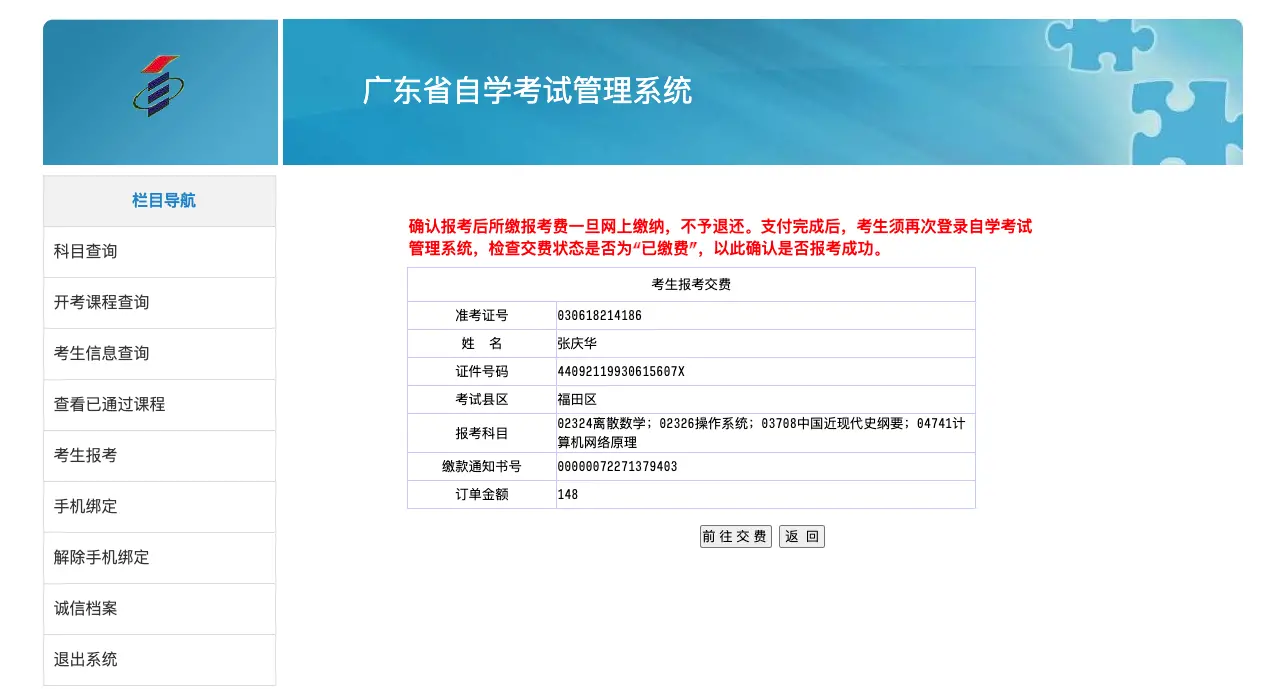 广东省自学考试管理系统
栏目导航
科目查询
开考课程查询
考生信息查询
查看已通过课程
考生报考
手机绑定
解除手机绑定
诚信档案
退出系统
确认报考后所缴报考费一旦网上缴纳，不予退还。支付完成后，考生须再次登录自学考试
管理系统，检查交费状态是否为“已缴费”，以此确认是否报考成功。
考生报考交费
准考证号 030618214186
姓 名 张庆华
证件号码 44092119930615607X
考试县区 福田区
报考科目 02324离散数学；02326操作系统；03708中国近现代史纲要；04741计
算机网络原理
缴款通知书号 00000072271379403
订单金额 148
前往交费 返 回